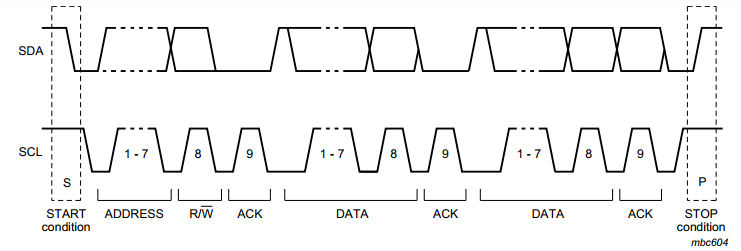 SDA
SCL
1 - 7 8 9 1 - 7 8 9 1 - 7 8 9
S P
START condition ADDRESS R/W̅ ACK DATA ACK DATA ACK STOP condition
mbc604